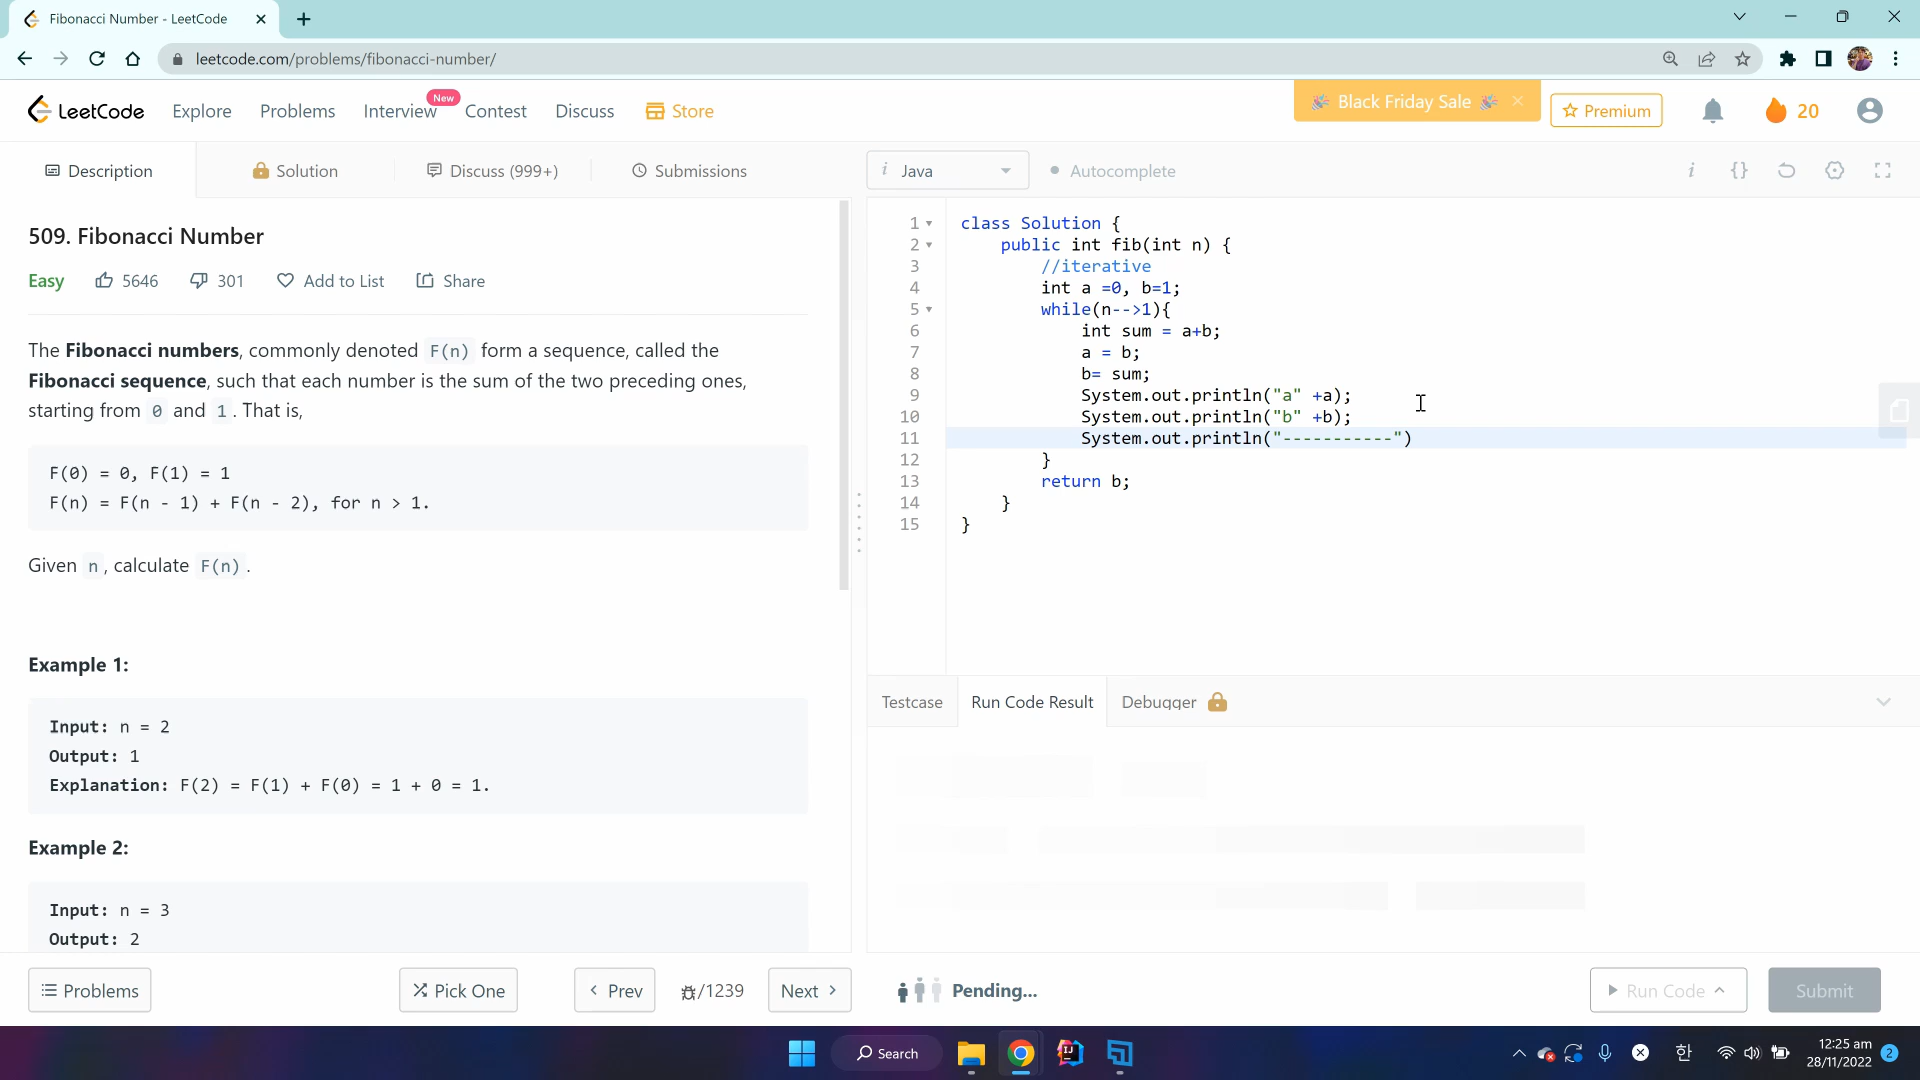 Fibonacci Number - LeetCode
leetcode.com/problems/fibonacci-number/
LeetCode
Explore
Problems
Interview
New
Contest
Discuss
Store
Black Friday Sale
Premium
20
Description
Solution
Discuss (999+)
Submissions
i Java
Autocomplete
i {}
509. Fibonacci Number
Easy
5646
301
Add to List
Share
The Fibonacci numbers, commonly denoted F(n) form a sequence, called the
Fibonacci sequence, such that each number is the sum of the two preceding ones,
starting from 0 and 1. That is,
F(0) = 0, F(1) = 1
F(n) = F(n - 1) + F(n - 2), for n > 1.
Given n, calculate F(n).
Example 1:
Input: n = 2
Output: 1
Explanation: F(2) = F(1) + F(0) = 1 + 0 = 1.
Example 2:
Input: n = 3
Output: 2
1 class Solution {
2 public int fib(int n) {
3 //iterative
4 int a =0, b=1;
5 while(n-->1){
6 int sum = a+b;
7 a = b;
8 b= sum;
9 System.out.println("a" +a);
10 System.out.println("b" +b);
11 System.out.println("-----------")
12 }
13 return b;
14 }
15 }
Testcase
Run Code Result
Debugger
Problems
Pick One
Prev
/1239
Next
Pending...
Run Code
Submit
Search
한
12:25 am
28/11/2022
2